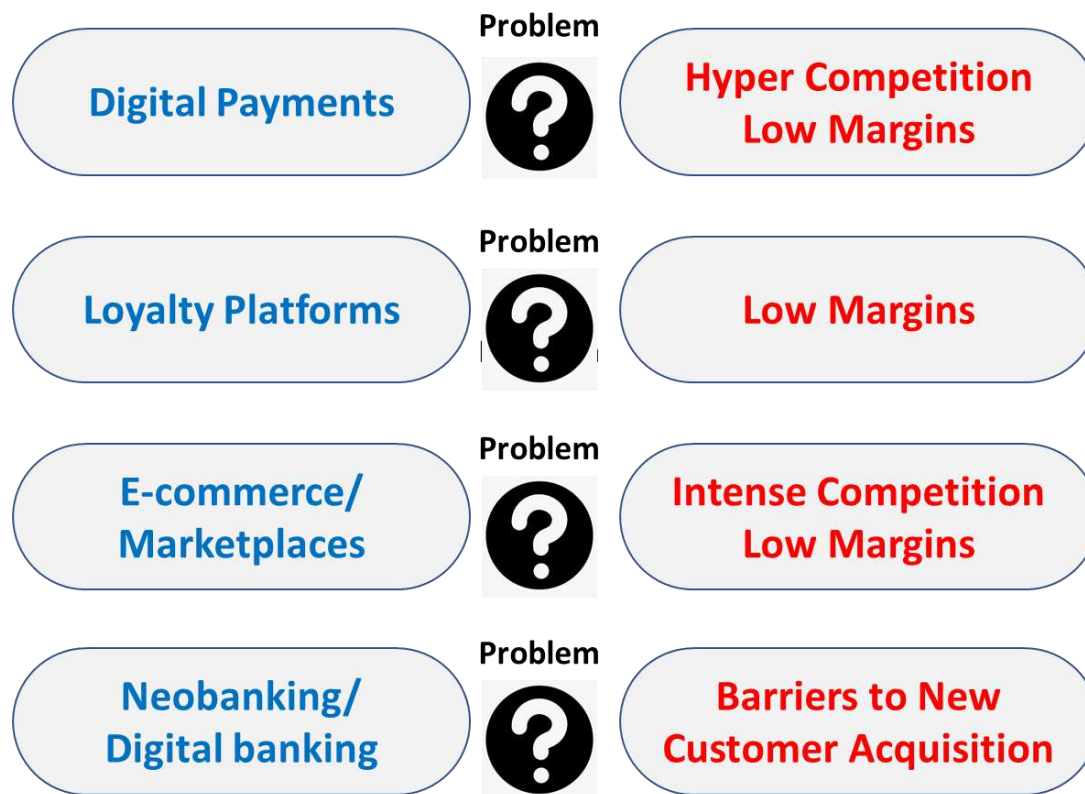 Problem
Digital Payments
Hyper Competition
Low Margins
Problem
Loyalty Platforms
Low Margins
Problem
E-commerce/
Marketplaces
Intense Competition
Low Margins
Problem
Neobanking/
Digital banking
Barriers to New
Customer Acquisition